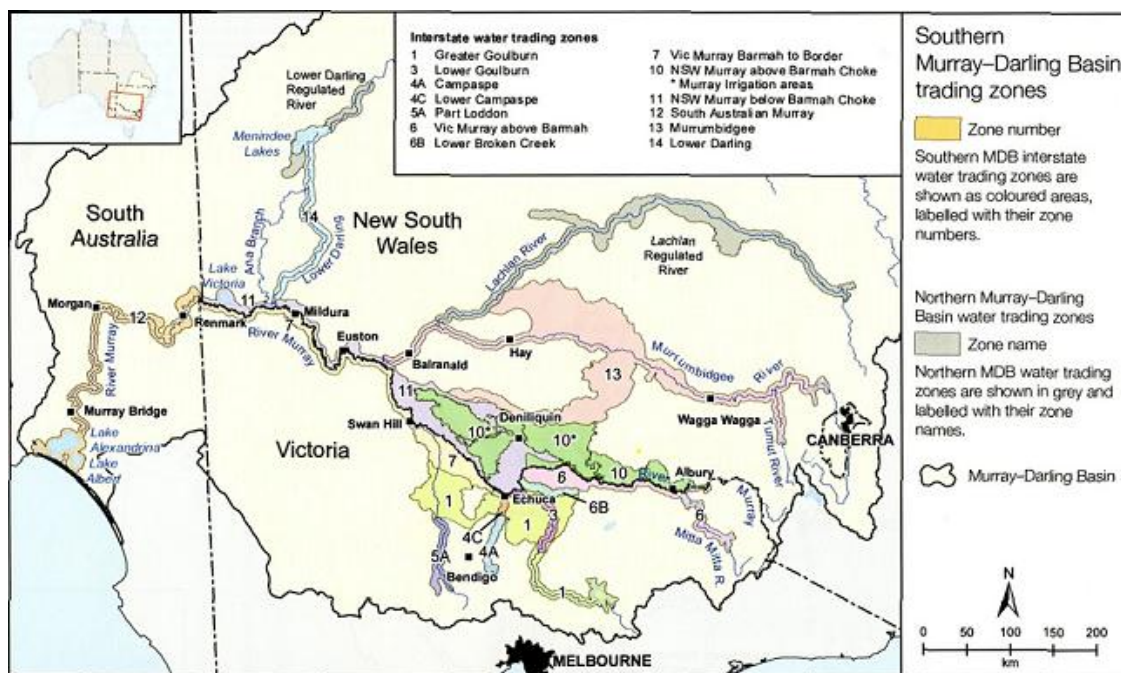 Interstate water trading zones
1 Greater Goulburn
3 Lower Goulburn
4A Campaspe
4C Lower Campaspe
5A Part Loddon
6 Vic Murray above Barmah
6B Lower Broken Creek
7 Vic Murray Barmah to Border
10 NSW Murray above Barmah Choke
* Murray Irrigation areas
11 NSW Murray below Barmah Choke
12 South Australian Murray
13 Murrumbidgee
14 Lower Darling
Southern
Murray–Darling Basin
trading zones
Zone number
Southern MDB interstate
water trading zones are
shown as coloured areas,
labelled with their zone
numbers.
Northern Murray–Darling
Basin water trading zones
Zone name
Northern MDB water trading
zones are shown in grey and
labelled with their zone
names.
Murray–Darling Basin
N
0 50 100 150 200
km
Lower Darling
Regulated
River
Menindee
Lakes
South
Australia
New South
Wales
14
Ana Branch
Lower Darling
Lachlan River
Lachlan
Regulated
River
Lake
Victoria
11
Morgan
12
Renmark
Mildura
7
River Murray
Euston
River Murray
Balranald
Hay
Murrumbidgee
River
13
Murray Bridge
11
Swan Hill
Deniliquin
10*
10*
Wagga Wagga
Tumut River
CANBERRA
Lake
Alexandrina
Lake
Albert
Victoria
7
10
River
Albury
6
Murray
1
Echuca
6B
3
6
4C
1
5A
4A
Mitta Mitta R.
Bendigo
1
MELBOURNE